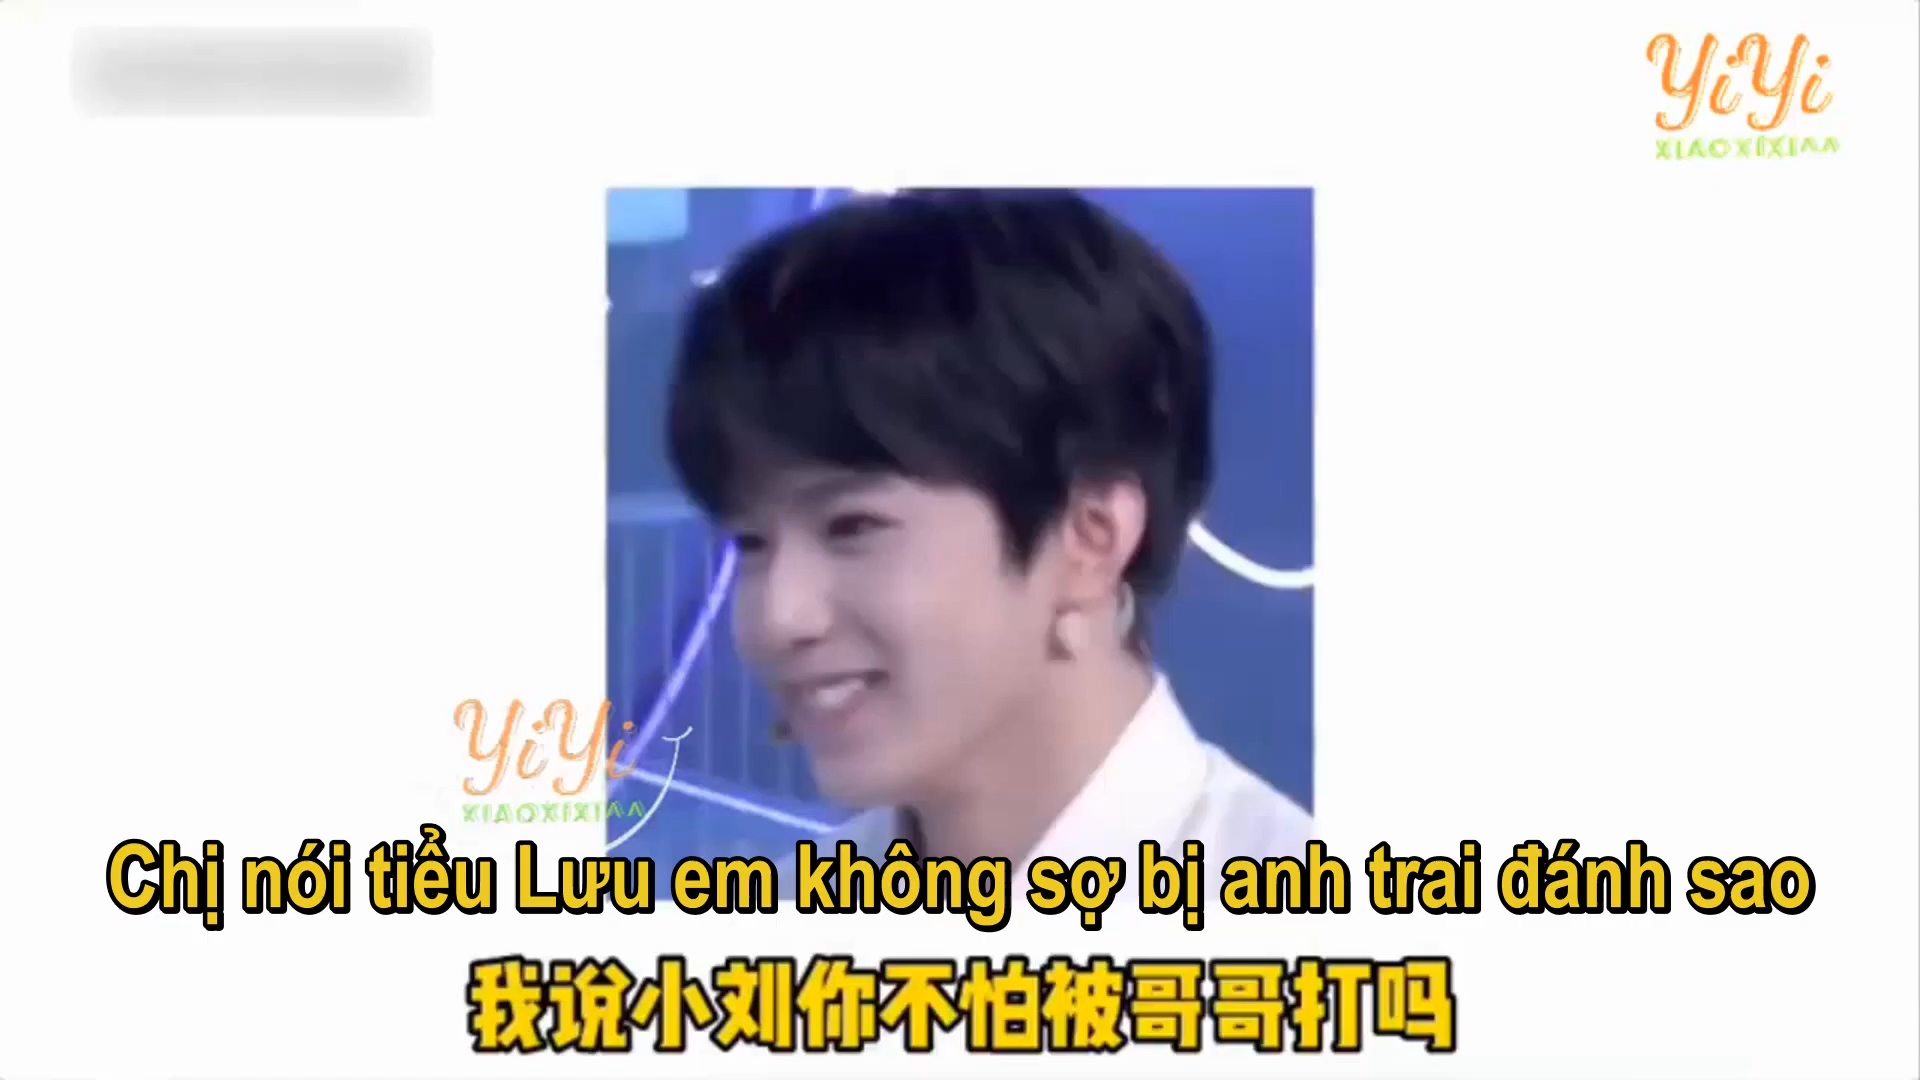 YiYi
XIAOXIXIAA
YiYi
XIAOXIXIAA
Chị nói tiểu Lưu em không sợ bị anh trai đánh sao
我说小刘你不怕被哥哥打吗